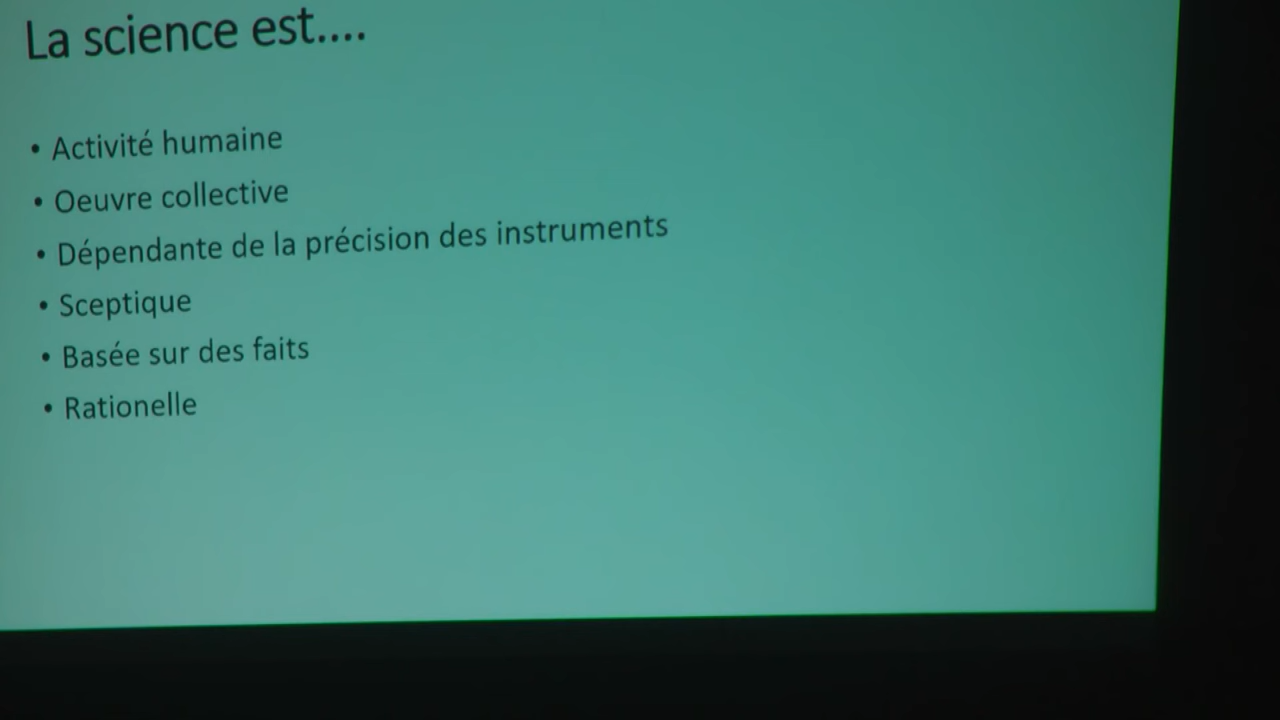 La science est....
• Activité humaine
• Oeuvre collective
• Dépendante de la précision des instruments
• Sceptique
• Basée sur des faits
• Rationelle